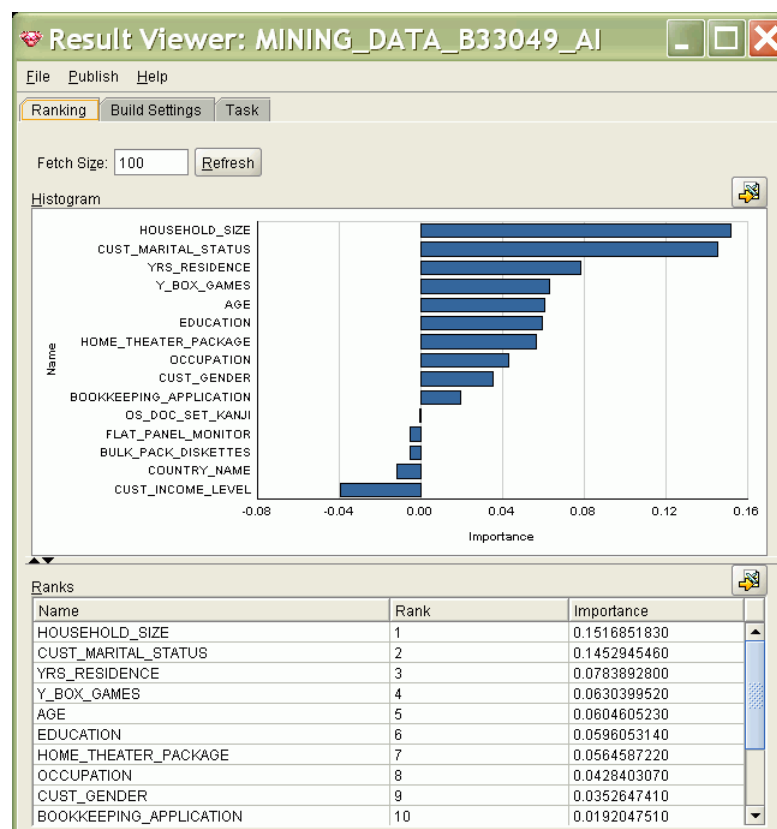 Result Viewer: MINING_DATA_B33049_AI
File Publish Help
Ranking Build Settings Task
Fetch Size: 100 Refresh
Histogram
HOUSEHOLD_SIZE
CUST_MARITAL_STATUS
YRS_RESIDENCE
Y_BOX_GAMES
AGE
EDUCATION
HOME_THEATER_PACKAGE
OCCUPATION
CUST_GENDER
BOOKKEEPING_APPLICATION
OS_DOC_SET_KANJI
FLAT_PANEL_MONITOR
BULK_PACK_DISKETTES
COUNTRY_NAME
CUST_INCOME_LEVEL
Name
-0.08 -0.04 0.00 0.04 0.08 0.12 0.16
Importance
Ranks
Name Rank Importance
HOUSEHOLD_SIZE 1 0.1516851830
CUST_MARITAL_STATUS 2 0.1452945460
YRS_RESIDENCE 3 0.0783892800
Y_BOX_GAMES 4 0.0630399520
AGE 5 0.0604605230
EDUCATION 6 0.0596053140
HOME_THEATER_PACKAGE 7 0.0564587220
OCCUPATION 8 0.0428403070
CUST_GENDER 9 0.0352647410
BOOKKEEPING_APPLICATION 10 0.0192047510